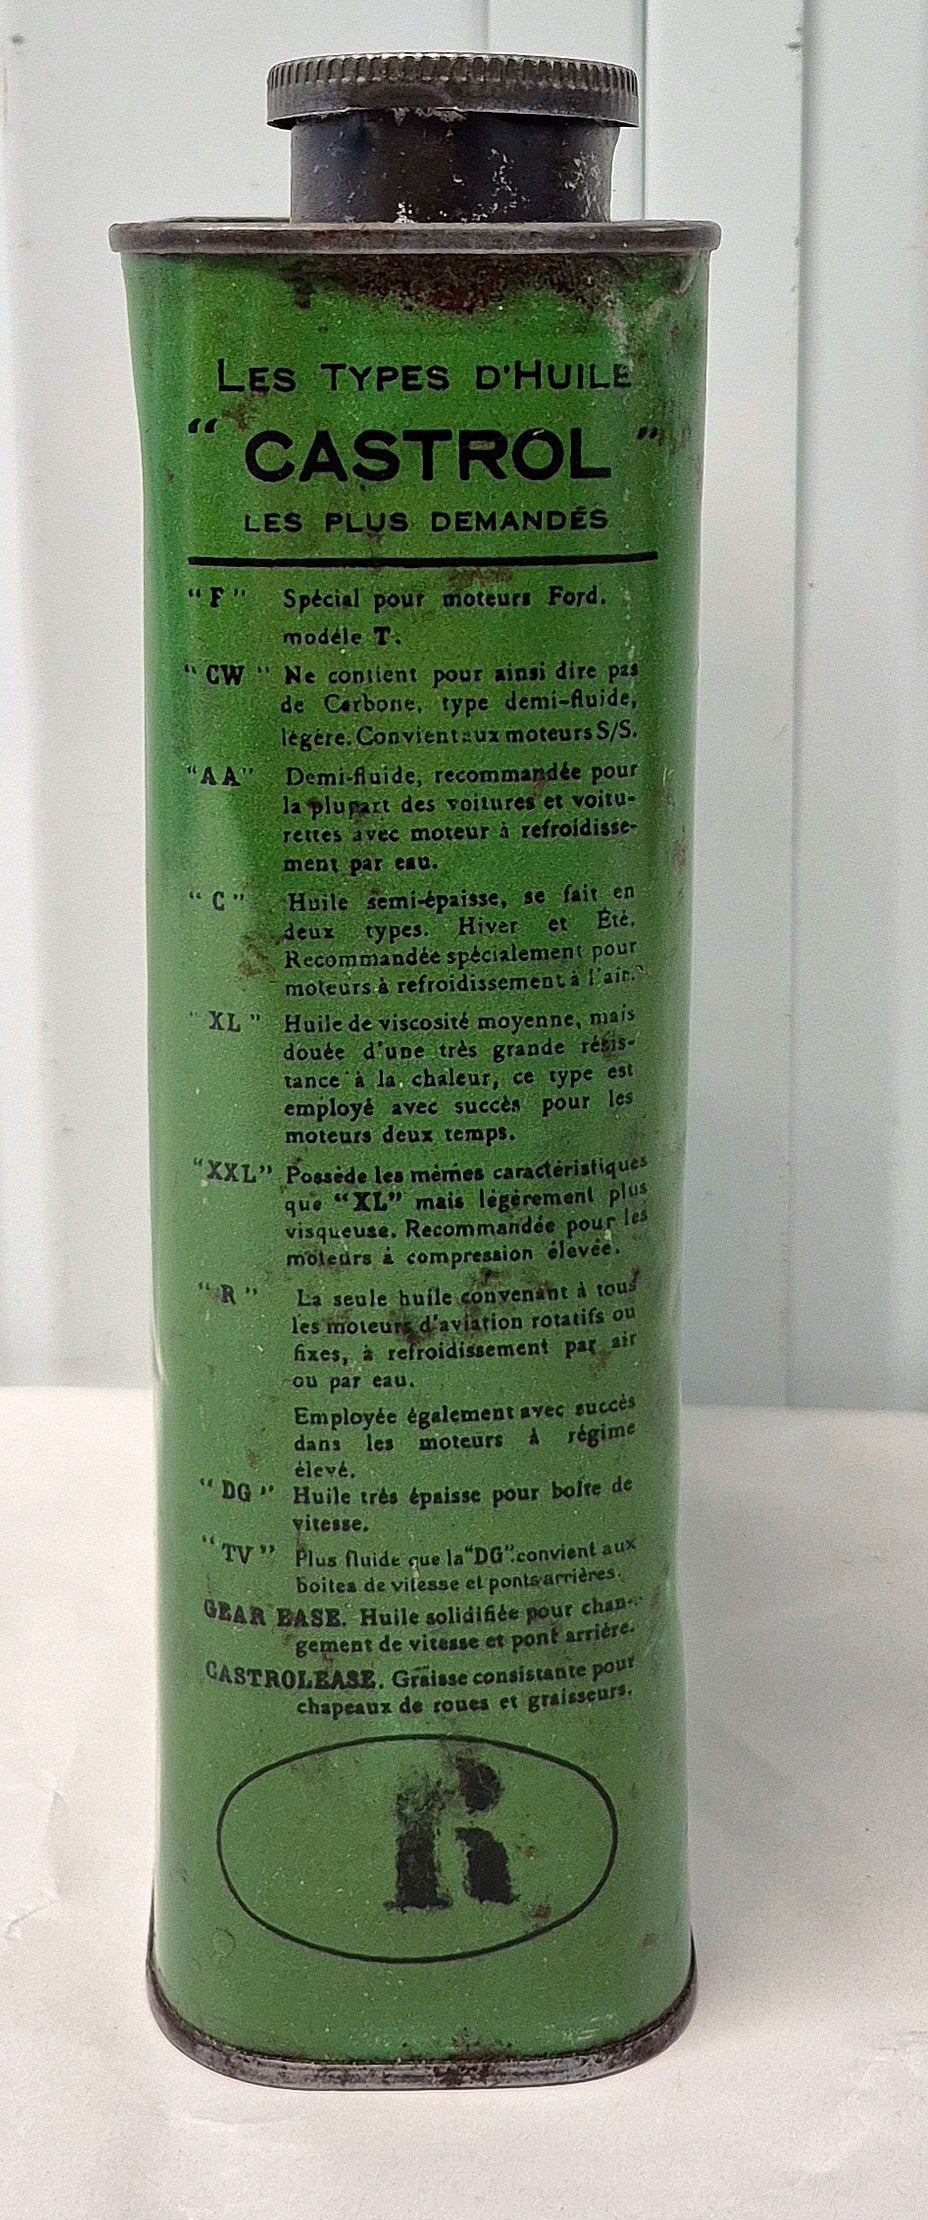 LES TYPES D'HUILE
“ CASTROL ”
LES PLUS DEMANDÉS
“ F ” Spécial pour moteurs Ford.
modéle T.
“ CW ” Ne contient pour ainsi dire pas
de Carbone, type demi-fluide,
légère. Convient aux moteurs S/S.
“AA” Demi-fluide, recommandée pour
la plupart des voitures et voitu-
rettes avec moteur à refroidisse-
ment par eau.
“ C ” Huile semi-épaisse, se fait en
deux types. Hiver et Été.
Recommandée spécialement pour
moteurs à refroidissement à l'air.
“ XL ” Huile de viscosité moyenne, mais
douée d'une très grande résis-
tance à la chaleur, ce type est
employé avec succès pour les
moteurs deux temps.
“XXL” Possède les mêmes caractéristiques
que “XL” mais légèrement plus
visqueuse. Recommandée pour les
moteurs à compression élevée.
“ R ” La seule huile convenant à tous
les moteurs d'aviation rotatifs ou
fixes, à refroidissement par air
ou par eau.
Employée également avec succès
dans les moteurs à régime
élevé.
“ DG ” Huile très épaisse pour boîte de
vitesse.
“ TV ” Plus fluide que la “DG”. convient aux
boites de vitesse et ponts arrières.
GEAR EASE. Huile solidifiée pour chan-
gement de vitesse et pont arrière.
CASTROLEASE. Graisse consistante pour
chapeaux de roues et graisseurs.
R